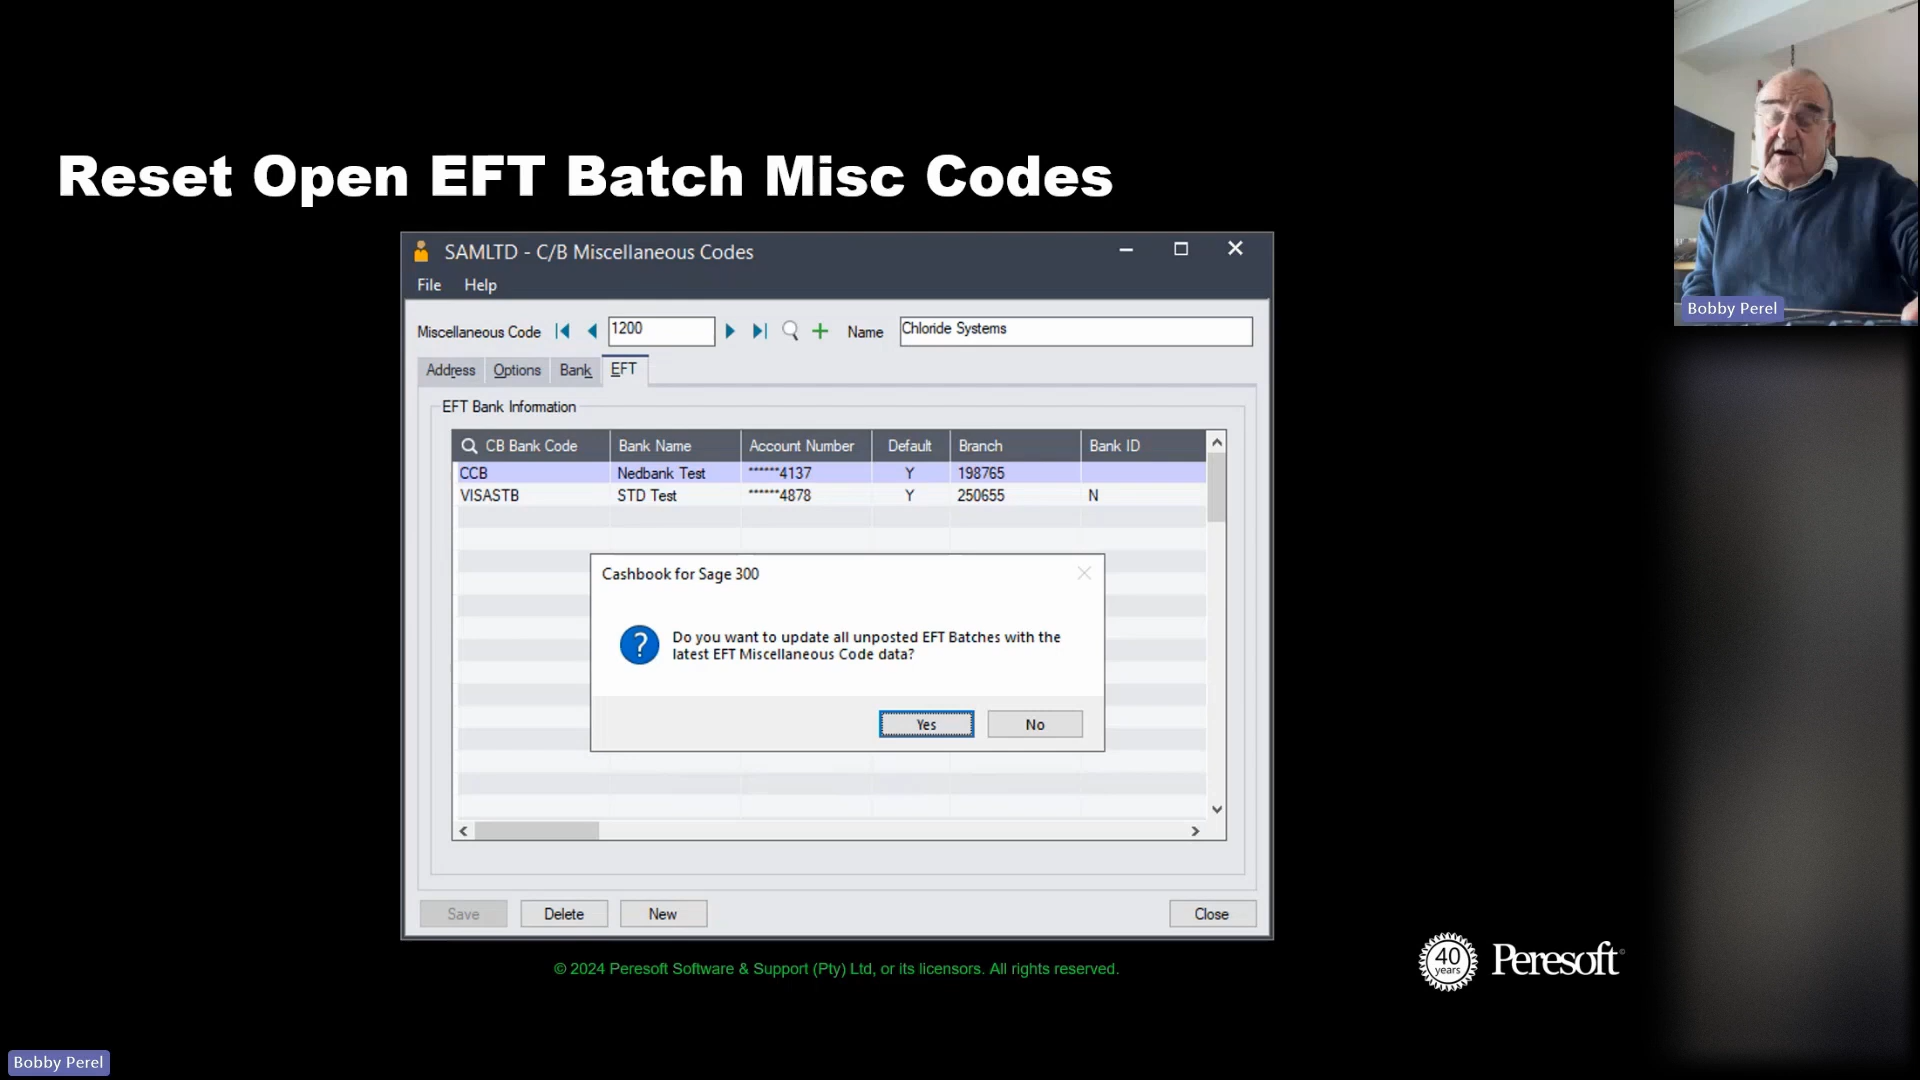 Reset Open EFT Batch Misc Codes
SAMLTD - C/B Miscellaneous Codes
File Help
Miscellaneous Code 1200 Name Chloride Systems
Address Options Bank EFT
EFT Bank Information
CB Bank Code Bank Name Account Number Default Branch Bank ID
CCB Nedbank Test ******4137 Y 198765
VISASTB STD Test ******4878 Y 250655 N
Cashbook for Sage 300
Do you want to update all unposted EFT Batches with the
latest EFT Miscellaneous Code data?
Yes No
Save Delete New Close
© 2024 Peresoft Software & Support (Pty) Ltd, or its licensors. All rights reserved.
40
years
Peresoft
Bobby Perel
Bobby Perel